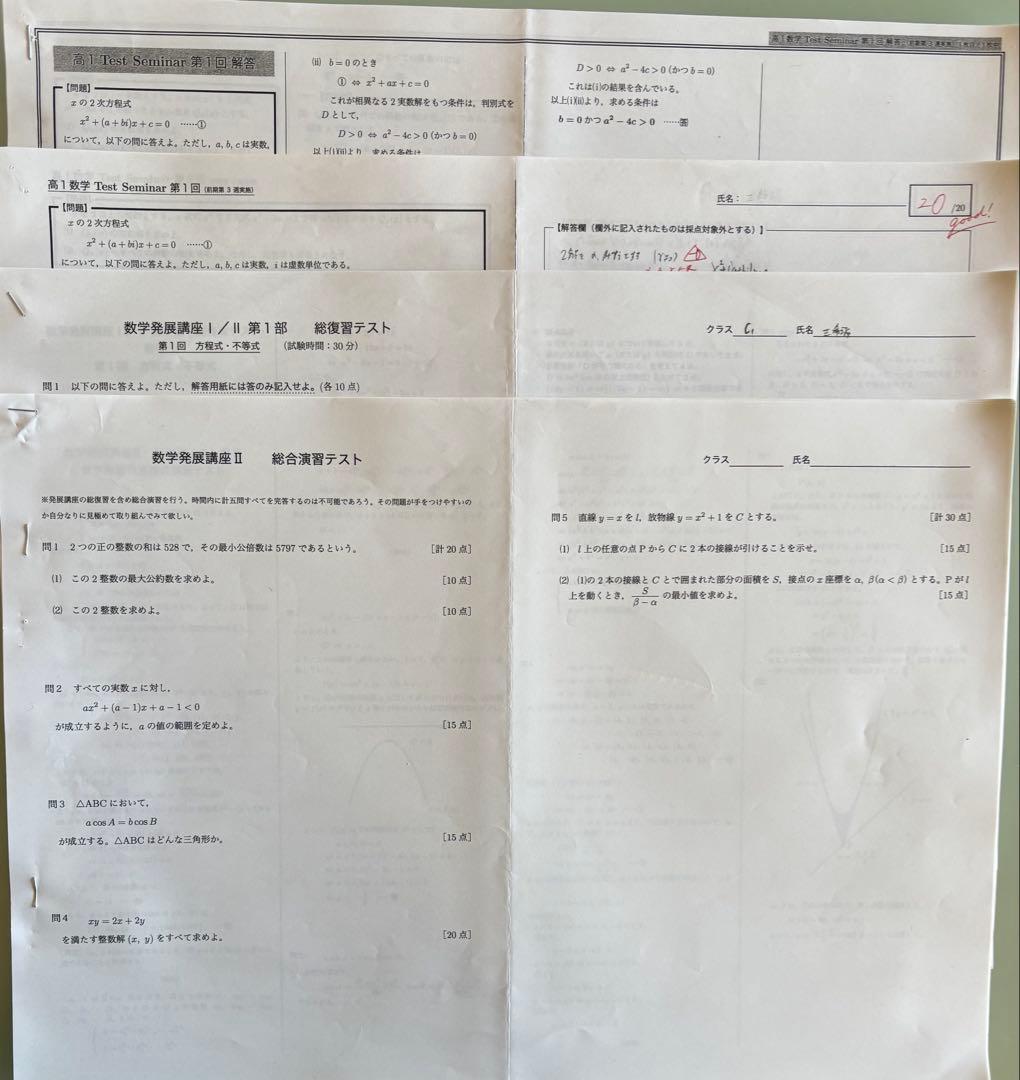 高1数学 Test Seminar 第1回 解答
高1 Test Seminar 第1回 解答
【問題】
xの2次方程式
x²+(a+bi)x+c=0 ……①
について，以下の問に答えよ。ただし，a, b, cは実数，
(ii) b=0のとき
① ⇔ x²+ax+c=0
これが相異なる2実数解をもつ条件は，判別式を
Dとして，
D>0 ⇔ a²−4c>0 (かつb=0)
以上(i)(ii)より，求める条件は
D>0 ⇔ a²−4c>0 (かつb=0)
これは(i)の結果を含んでいる。
以上(i)(ii)より，求める条件は
b=0かつa²−4c>0 ……答
高1数学 Test Seminar 第1回 (前期第3週実施)
【問題】
xの2次方程式
x²+(a+bi)x+c=0 ……①
について，以下の問に答えよ。ただし，a, b, cは実数，iは虚数単位である。
氏名：
20 /20
good!
【解答欄（欄外に記入されたものは採点対象外とする）】
数学発展講座Ⅰ／Ⅱ 第1部 総復習テスト
第1回 方程式・不等式 （試験時間：30分）
問1 以下の問に答えよ。ただし，解答用紙には答のみ記入せよ。(各10点)
クラス C₁ 氏名
数学発展講座Ⅱ 総合演習テスト
※発展講座の総復習を含め総合演習を行う。時間内に計五問すべてを完答するのは不可能であろう。その問題が手をつけやすいの
か自分なりに見極めて取り組んでみて欲しい。
問1 2つの正の整数の和は528で，その最小公倍数は5797であるという。 [計20点]
(1) この2整数の最大公約数を求めよ。 [10点]
(2) この2整数を求めよ。 [10点]
問2 すべての実数xに対し，
ax²+(a−1)x+a−1<0
が成立するように，aの値の範囲を定めよ。 [15点]
問3 △ABCにおいて，
a cos A = b cos B
が成立する。△ABCはどんな三角形か。 [15点]
問4 xy=2x+2y
を満たす整数解(x, y)をすべて求めよ。 [20点]
クラス 氏名
問5 直線y=xをl，放物線y=x²+1をCとする。 [計30点]
(1) l上の任意の点PからCに2本の接線が引けることを示せ。 [15点]
(2) (1)の2本の接線とCとで囲まれた部分の面積をS，接点のx座標をα, β(α<β)とする。Pがl
上を動くとき，S/(β−α) の最小値を求めよ。 [15点]